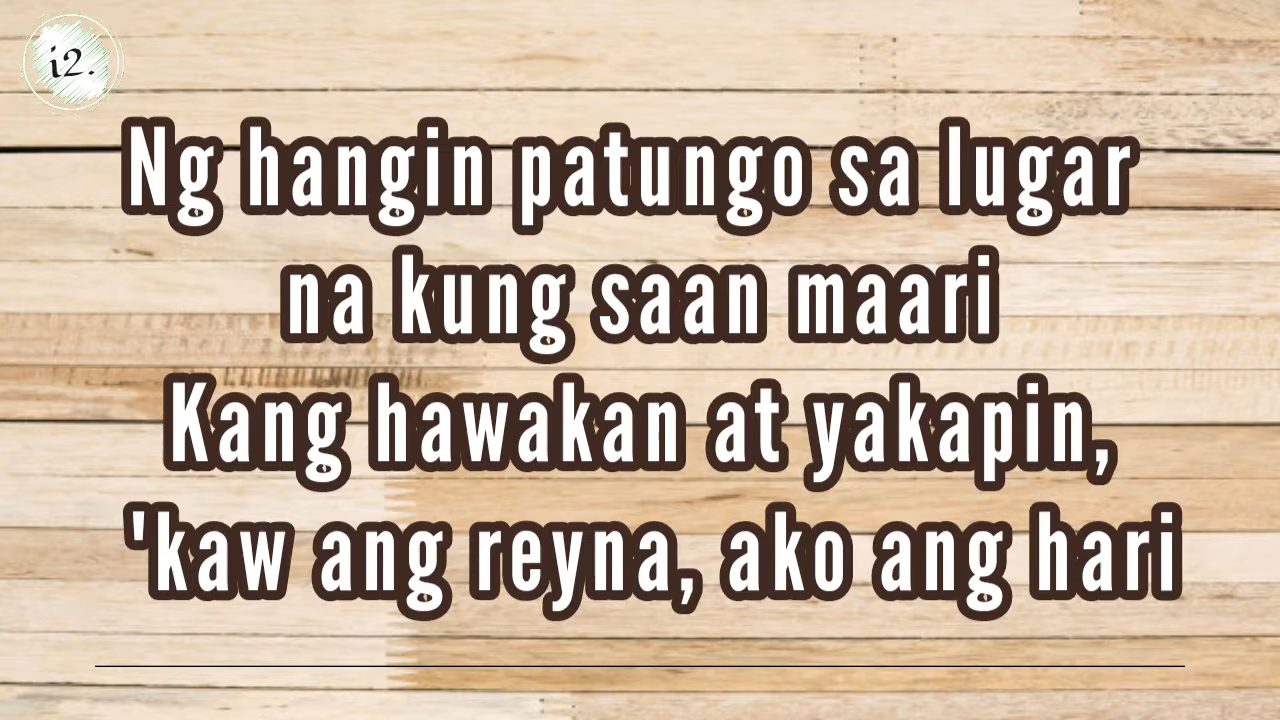 i2.
Ng hangin patungo sa lugar
na kung saan maari
Kang hawakan at yakapin,
'kaw ang reyna, ako ang hari